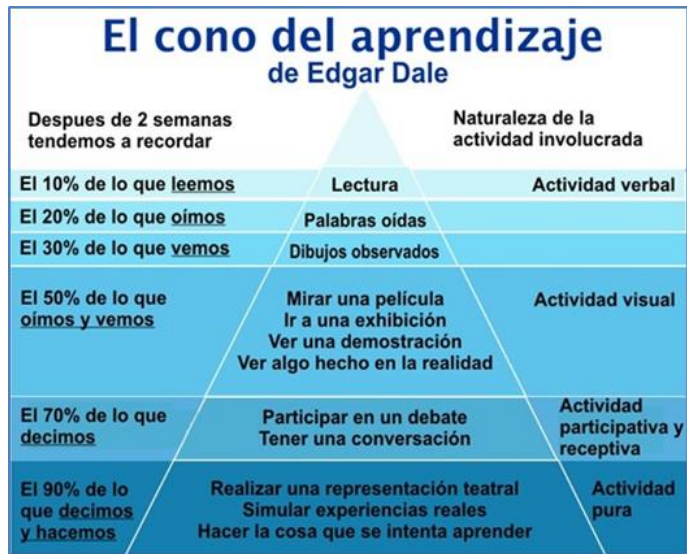 El cono del aprendizaje
de Edgar Dale
Despues de 2 semanas
tendemos a recordar
Naturaleza de la
actividad involucrada
El 10% de lo que leemos
Lectura
Actividad verbal
El 20% de lo que oímos
Palabras oídas
El 30% de lo que vemos
Dibujos observados
El 50% de lo que
oímos y vemos
Mirar una película
Ir a una exhibición
Ver una demostración
Ver algo hecho en la realidad
Actividad visual
El 70% de lo que
decimos
Participar en un debate
Tener una conversación
Actividad
participativa y
receptiva
El 90% de lo
que decimos
y hacemos
Realizar una representación teatral
Simular experiencias reales
Hacer la cosa que se intenta aprender
Actividad
pura